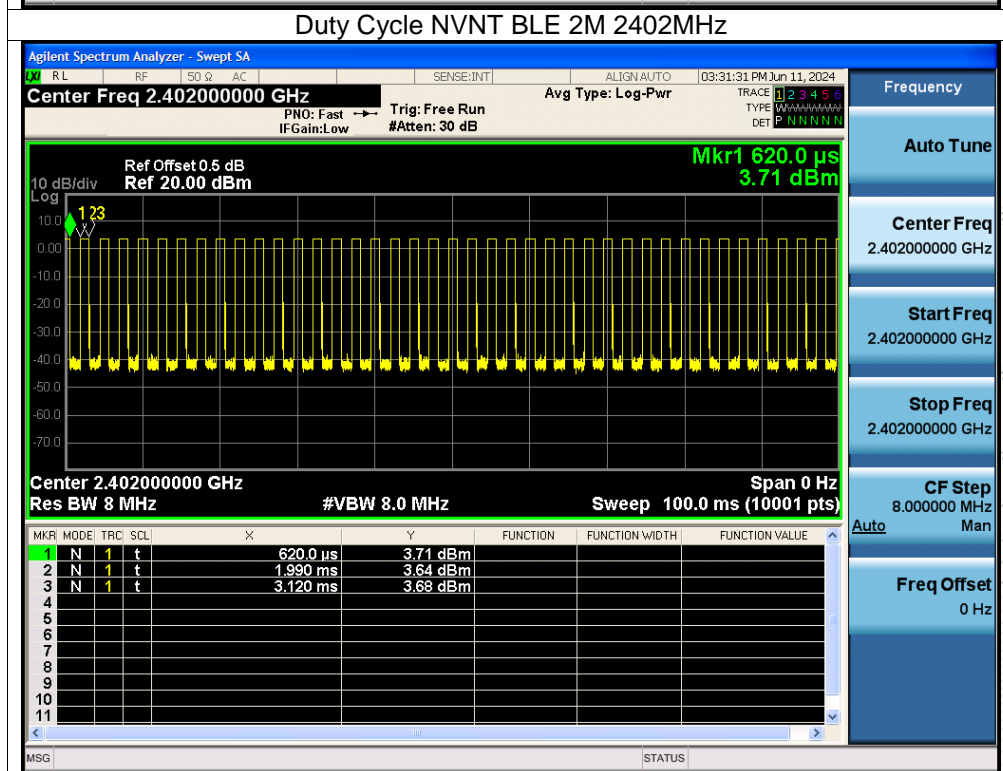 Duty Cycle NVNT BLE 2M 2402MHz
Agilent Spectrum Analyzer - Swept SA
LXI RL RF 50 Ω AC SENSE:INT ALIGN AUTO 03:31:31 PM Jun 11, 2024
Center Freq 2.402000000 GHz Avg Type: Log-Pwr TRACE 1 2 3 4 5 6
PNO: Fast Trig: Free Run TYPE WWWWWW
IFGain:Low #Atten: 30 dB DET P N N N N N
Frequency
Mkr1 620.0 µs
Ref Offset 0.5 dB
10 dB/div Ref 20.00 dBm 3.71 dBm
Log
1 2 3
10.0
0.00
-10.0
-20.0
-30.0
-40.0
-50.0
-60.0
-70.0
Center 2.402000000 GHz Span 0 Hz
Res BW 8 MHz #VBW 8.0 MHz Sweep 100.0 ms (10001 pts)
MKR MODE TRC SCL X Y FUNCTION FUNCTION WIDTH FUNCTION VALUE
1 N 1 t 620.0 µs 3.71 dBm
2 N 1 t 1.990 ms 3.64 dBm
3 N 1 t 3.120 ms 3.68 dBm
4
5
6
7
8
9
10
11
MSG STATUS
Auto Tune
Center Freq
2.402000000 GHz
Start Freq
2.402000000 GHz
Stop Freq
2.402000000 GHz
CF Step
8.000000 MHz
Auto Man
Freq Offset
0 Hz